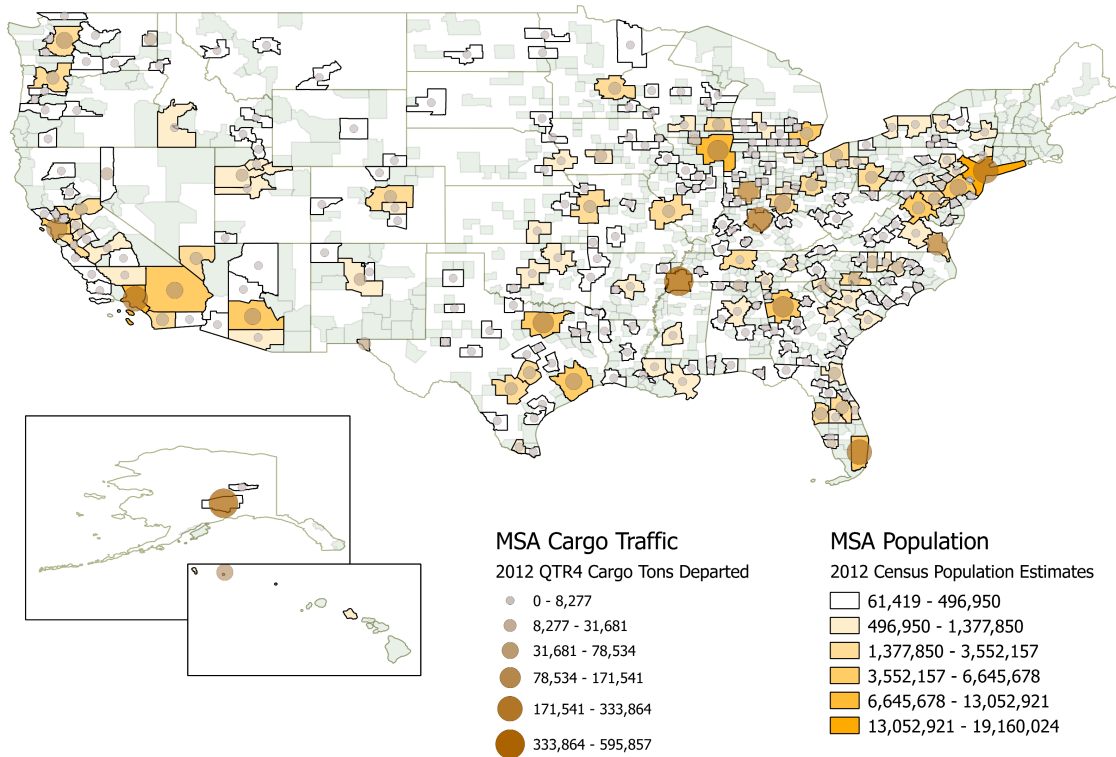 MSA Cargo Traffic
2012 QTR4 Cargo Tons Departed
0 - 8,277
8,277 - 31,681
31,681 - 78,534
78,534 - 171,541
171,541 - 333,864
333,864 - 595,857
MSA Population
2012 Census Population Estimates
61,419 - 496,950
496,950 - 1,377,850
1,377,850 - 3,552,157
3,552,157 - 6,645,678
6,645,678 - 13,052,921
13,052,921 - 19,160,024